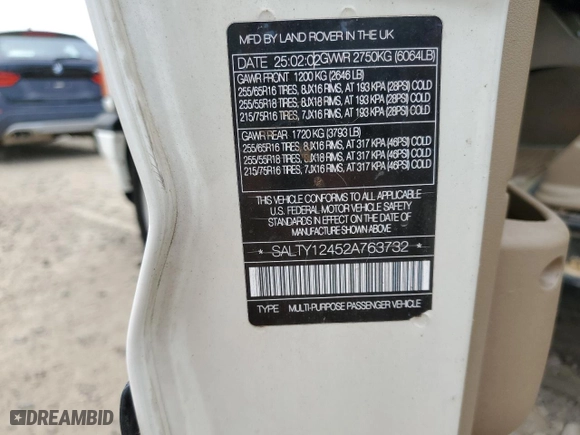 MFD BY LAND ROVER IN THE UK
DATE 25:02:02 GVWR 2750KG (6064LB)
GAWR FRONT 1200 KG (2646 LB)
255/65R16 TIRES, 8JX16 RIMS, AT 193 KPA (28PSI) COLD
255/55R18 TIRES, 8JX18 RIMS, AT 193 KPA (28PSI) COLD
215/75R16 TIRES, 7JX16 RIMS, AT 193 KPA (28PSI) COLD
GAWR REAR 1720 KG (3793 LB)
255/65R16 TIRES, 8JX16 RIMS, AT 317 KPA (46PSI) COLD
255/55R18 TIRES, 8JX18 RIMS, AT 317 KPA (46PSI) COLD
215/75R16 TIRES, 7JX16 RIMS, AT 317 KPA (46PSI) COLD
THIS VEHICLE CONFORMS TO ALL APPLICABLE
U.S. FEDERAL MOTOR VEHICLE SAFETY
STANDARDS IN EFFECT ON THE DATE OF
MANUFACTURE SHOWN ABOVE
* SALTY12452A763732 *
TYPE MULTI-PURPOSE PASSENGER VEHICLE
DREAMBID